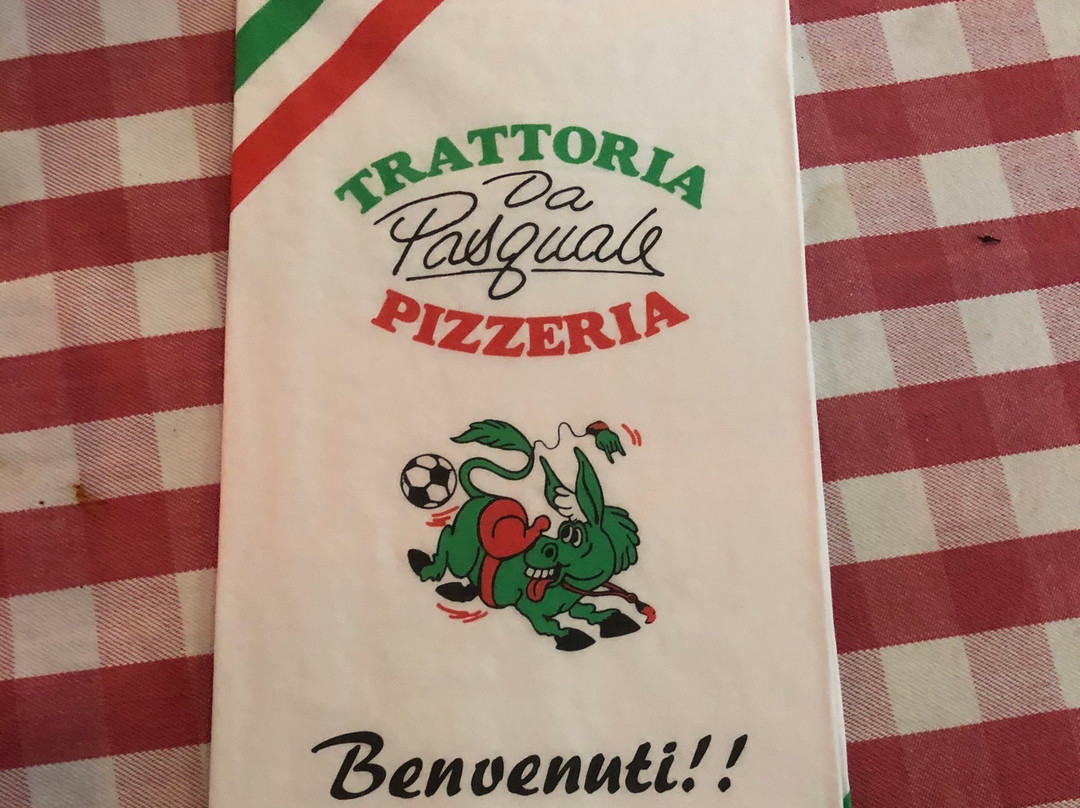 TRATTORIA
Da
Pasquale
PIZZERIA
Benvenuti!!